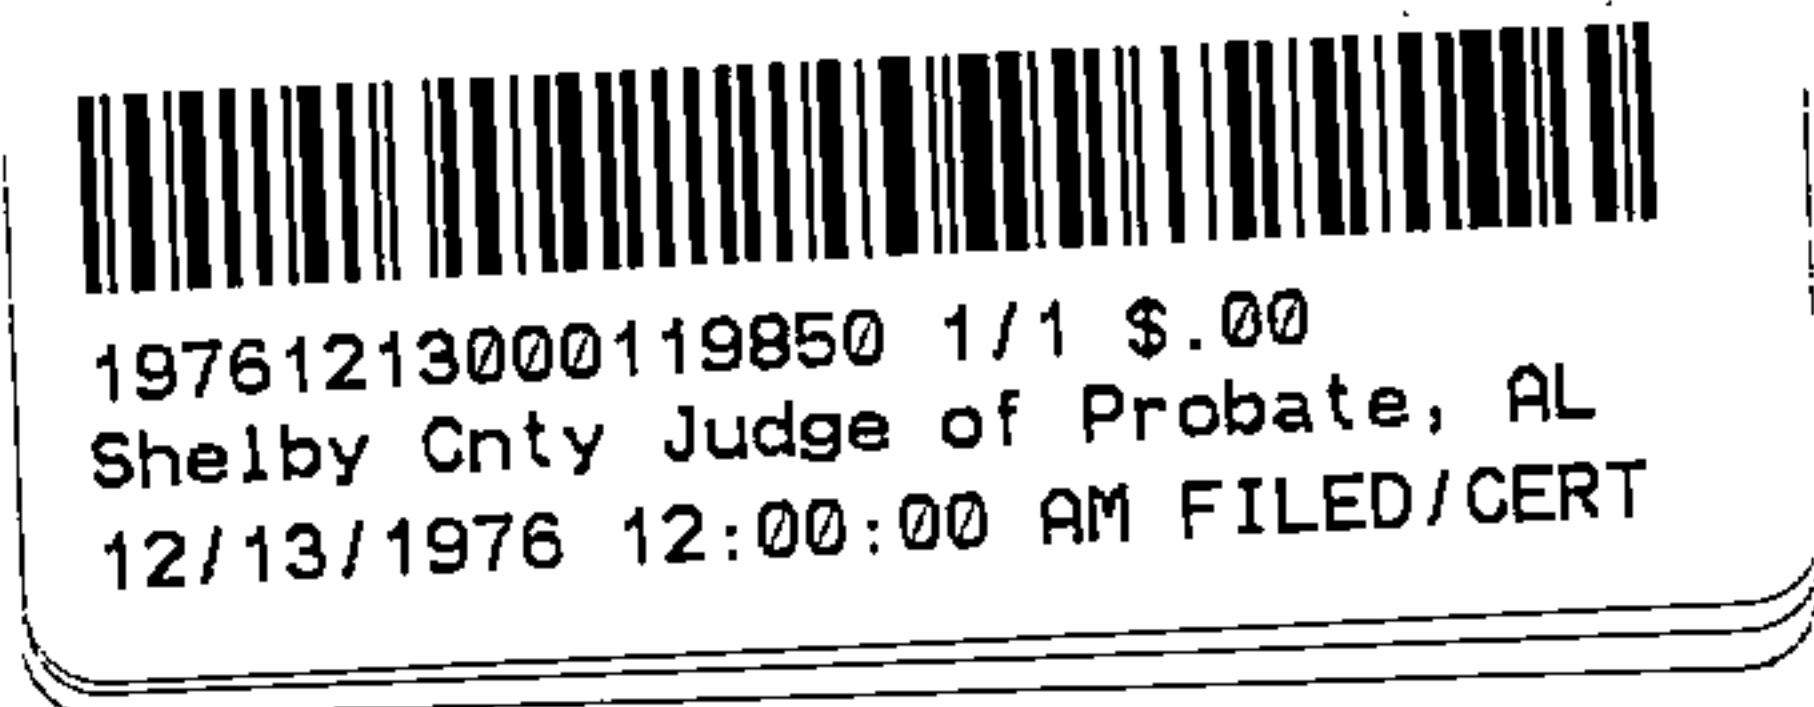 19761213000119850 1/1 $.00
Shelby Cnty Judge of Probate, AL
12/13/1976 12:00:00 AM FILED/CERT